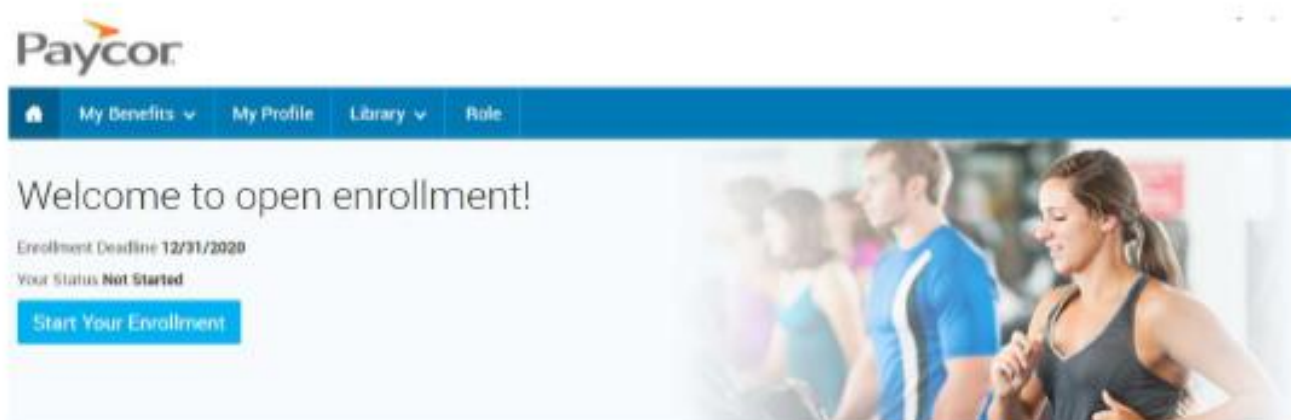 Paycor
My Benefits
My Profile
Library
Role
Welcome to open enrollment!
Enrollment Deadline 12/31/2020
Your Status Not Started
Start Your Enrollment